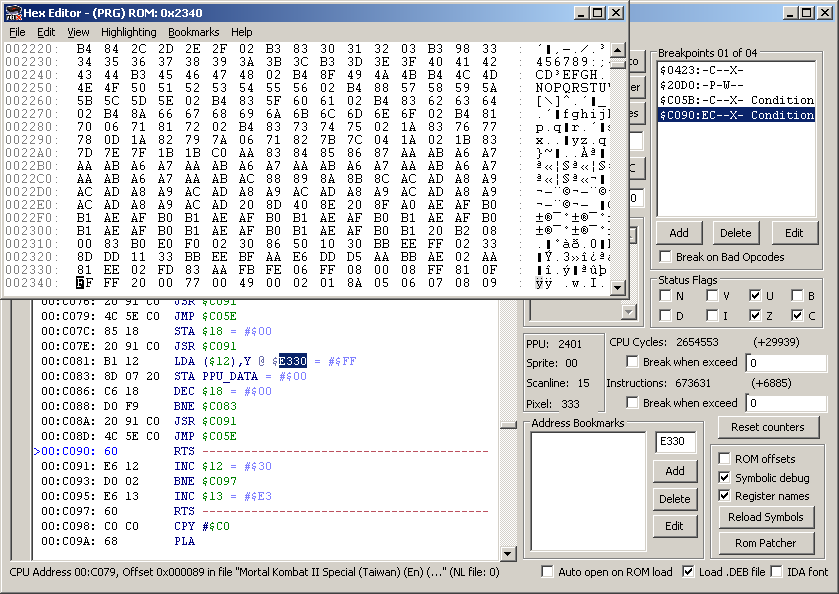 Hex Editor - (PRG) ROM: 0x2340
File Edit View Highlighting Bookmarks Help
002220: B4 84 2C 2D 2E 2F 02 B3 83 30 31 32 03 B3 98 33
002230: 34 35 36 37 38 39 3A 3B 3C B3 3D 3E 3F 40 41 42 456789:;<³=>?@AB
002240: 43 44 B3 45 46 47 48 02 B4 8F 49 4A 4B B4 4C 4D
002250: 4E 4F 50 51 52 53 54 55 56 02 B4 88 57 58 59 5A
002260: 5B 5C 5D 5E 02 B4 83 5F 60 61 02 B4 83 62 63 64
002270: 02 B4 8A 66 67 68 69 6A 6B 6C 6D 6E 6F 02 B4 81
002280: 70 06 71 81 72 02 B4 83 73 74 75 02 1A 83 76 77
002290: 78 0D 1A 82 79 7A 06 71 82 7B 7C 04 1A 02 1B 83
0022A0: 7D 7E 7F 1B 1B C0 AA 83 84 85 86 87 AA AB A6 A7
0022B0: AA AB A6 A7 AA AB A6 A7 AA AB A6 A7 AA AB A6 A7
0022C0: AA AB A6 A7 AA AB AC 88 89 8A 8B 8C AC AD A8 A9
0022D0: AC AD A8 A9 AC AD A8 A9 AC AD A8 A9 AC AD A8 A9
0022E0: AC AD A8 A9 AC AD 20 8D 40 8E 20 8F A0 AE AF B0
0022F0: B1 AE AF B0 B1 AE AF B0 B1 AE AF B0 B1 AE AF B0
002300: B1 AE AF B0 B1 AE AF B0 B1 AE AF B0 B1 20 B2 08
002310: 00 83 B0 E0 F0 02 30 86 50 10 30 BB EE FF 02 33
002320: 8D DD 11 33 BB EE BF AA E6 DD D5 AA BB AE 02 AA
002330: 81 EE 02 FD 83 AA FB FE 06 FF 08 00 08 FF 81 0F
002340: FF FF 20 00 77 00 49 00 02 01 8A 05 06 07 08 09 ÿÿ .w.I.
00:C076: 20 91 C0 JSR $C091
00:C079: 4C 5E C0 JMP $C05E
00:C07C: 85 18 STA $18 = #$00
00:C07E: 20 91 C0 JSR $C091
00:C081: B1 12 LDA ($12),Y @ $E330 = #$FF
00:C083: 8D 07 20 STA PPU_DATA = #$00
00:C086: C6 18 DEC $18 = #$00
00:C088: D0 F9 BNE $C083
00:C08A: 20 91 C0 JSR $C091
00:C08D: 4C 5E C0 JMP $C05E
>00:C090: 60 RTS -----------------------------------------
00:C091: E6 12 INC $12 = #$30
00:C093: D0 02 BNE $C097
00:C095: E6 13 INC $13 = #$E3
00:C097: 60 RTS -----------------------------------------
00:C098: C0 C0 CPY #$C0
00:C09A: 68 PLA
CPU Address 00:C079, Offset 0x000089 in file "Mortal Kombat II Special (Taiwan) (En) (..." (NL file: 0)
Breakpoints 01 of 04
$0423:-C--X-
$20D0:-P-W--
$C05B:-C--X- Condition
$C090:EC--X- Condition
Add Delete Edit
Break on Bad Opcodes
Status Flags
N V U B
D I Z C
PPU: 2401
Sprite: 00
Scanline: 15
Pixel: 333
CPU Cycles: 2654553 (+29939)
Break when exceed 0
Instructions: 673631 (+6885)
Break when exceed 0
Address Bookmarks
E330
Add
Delete
Edit
Reset counters
ROM offsets
Symbolic debug
Register names
Reload Symbols
Rom Patcher
Auto open on ROM load Load .DEB file IDA font